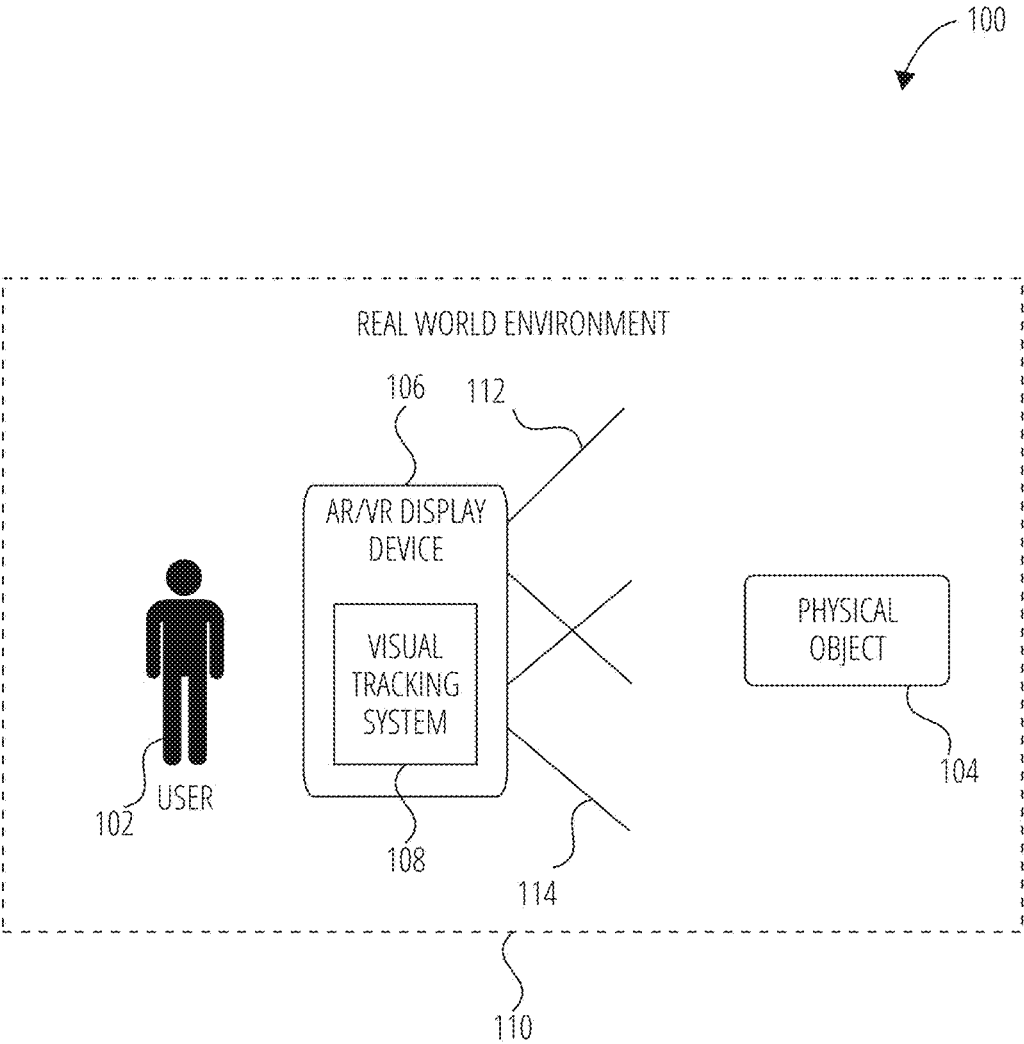 100
REAL WORLD ENVIRONMENT
106
112
AR/VR DISPLAY
DEVICE
VISUAL
TRACKING
SYSTEM
PHYSICAL
OBJECT
104
USER
102
108
114
110